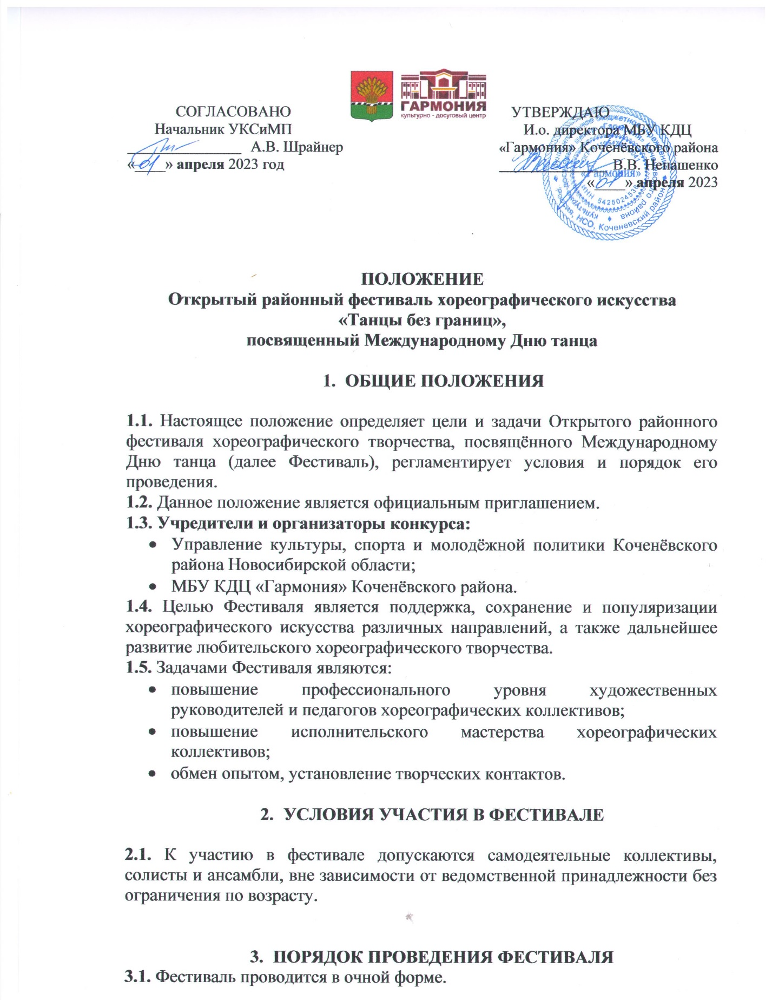 ГАРМОНИЯ
культурно - досуговый центр
СОГЛАСОВАНО
Начальник УКСиМП
А.В. Шрайнер
«01» апреля 2023 год
УТВЕРЖДАЮ
И.о. директора МБУ КДЦ
«Гармония» Коченёвского района
В.В. Ненашенко
«01» апреля 2023
«Гармония»
ИНН 5425024536
Россия, НСО, Коченевский район
ПОЛОЖЕНИЕ
Открытый районный фестиваль хореографического искусства
«Танцы без границ»,
посвященный Международному Дню танца
1. ОБЩИЕ ПОЛОЖЕНИЯ
1.1. Настоящее положение определяет цели и задачи Открытого районного
фестиваля хореографического творчества, посвящённого Международному
Дню танца (далее Фестиваль), регламентирует условия и порядок его
проведения.
1.2. Данное положение является официальным приглашением.
1.3. Учредители и организаторы конкурса:
• Управление культуры, спорта и молодёжной политики Коченёвского
района Новосибирской области;
• МБУ КДЦ «Гармония» Коченёвского района.
1.4. Целью Фестиваля является поддержка, сохранение и популяризации
хореографического искусства различных направлений, а также дальнейшее
развитие любительского хореографического творчества.
1.5. Задачами Фестиваля являются:
• повышение профессионального уровня художественных
руководителей и педагогов хореографических коллективов;
• повышение исполнительского мастерства хореографических
коллективов;
• обмен опытом, установление творческих контактов.
2. УСЛОВИЯ УЧАСТИЯ В ФЕСТИВАЛЕ
2.1. К участию в фестивале допускаются самодеятельные коллективы,
солисты и ансамбли, вне зависимости от ведомственной принадлежности без
ограничения по возрасту.
3. ПОРЯДОК ПРОВЕДЕНИЯ ФЕСТИВАЛЯ
3.1. Фестиваль проводится в очной форме.